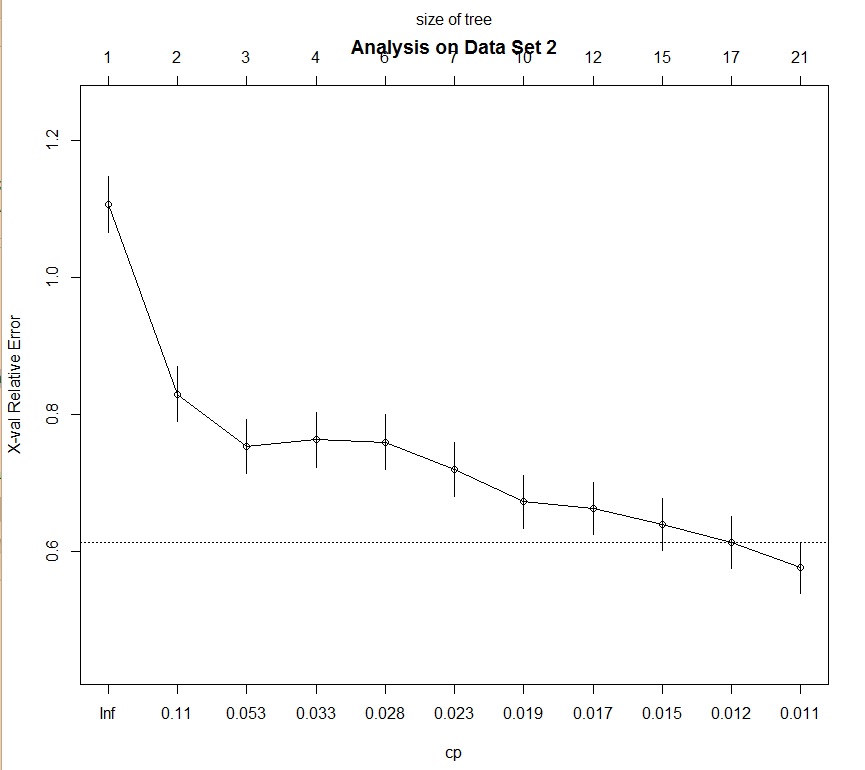 size of tree
Analysis on Data Set 2
1 2 3 4 6 7 10 12 15 17 21
X-val Relative Error
1.2
1.0
0.8
0.6
Inf 0.11 0.053 0.033 0.028 0.023 0.019 0.017 0.015 0.012 0.011
cp